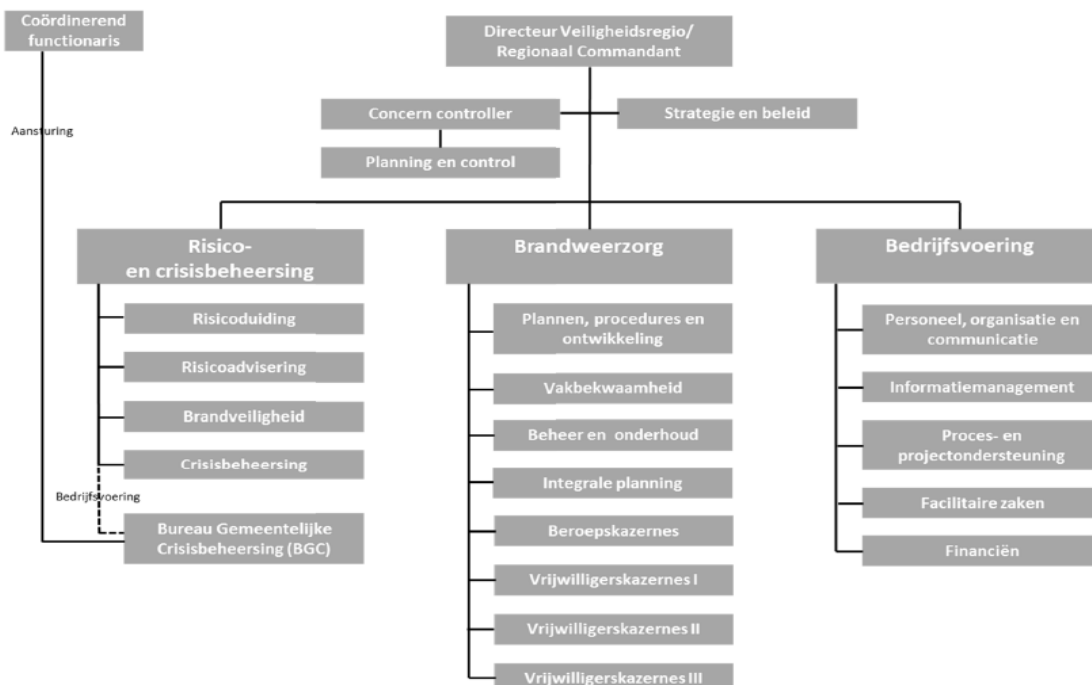 Coördinerend
functionaris
Directeur Veiligheidsregio/
Regionaal Commandant
Concern controller
Strategie en beleid
Aansturing
Planning en control
Risico-
en crisisbeheersing
Brandweerzorg
Bedrijfsvoering
Risicoduiding
Risicoadvisering
Brandveiligheid
Crisisbeheersing
Bedrijfsvoering
Bureau Gemeentelijke
Crisisbeheersing (BGC)
Plannen, procedures en
ontwikkeling
Vakbekwaamheid
Beheer en onderhoud
Integrale planning
Beroepskazernes
Vrijwilligerskazernes I
Vrijwilligerskazernes II
Vrijwilligerskazernes III
Personeel, organisatie en
communicatie
Informatiemanagement
Proces- en
projectondersteuning
Facilitaire zaken
Financiën